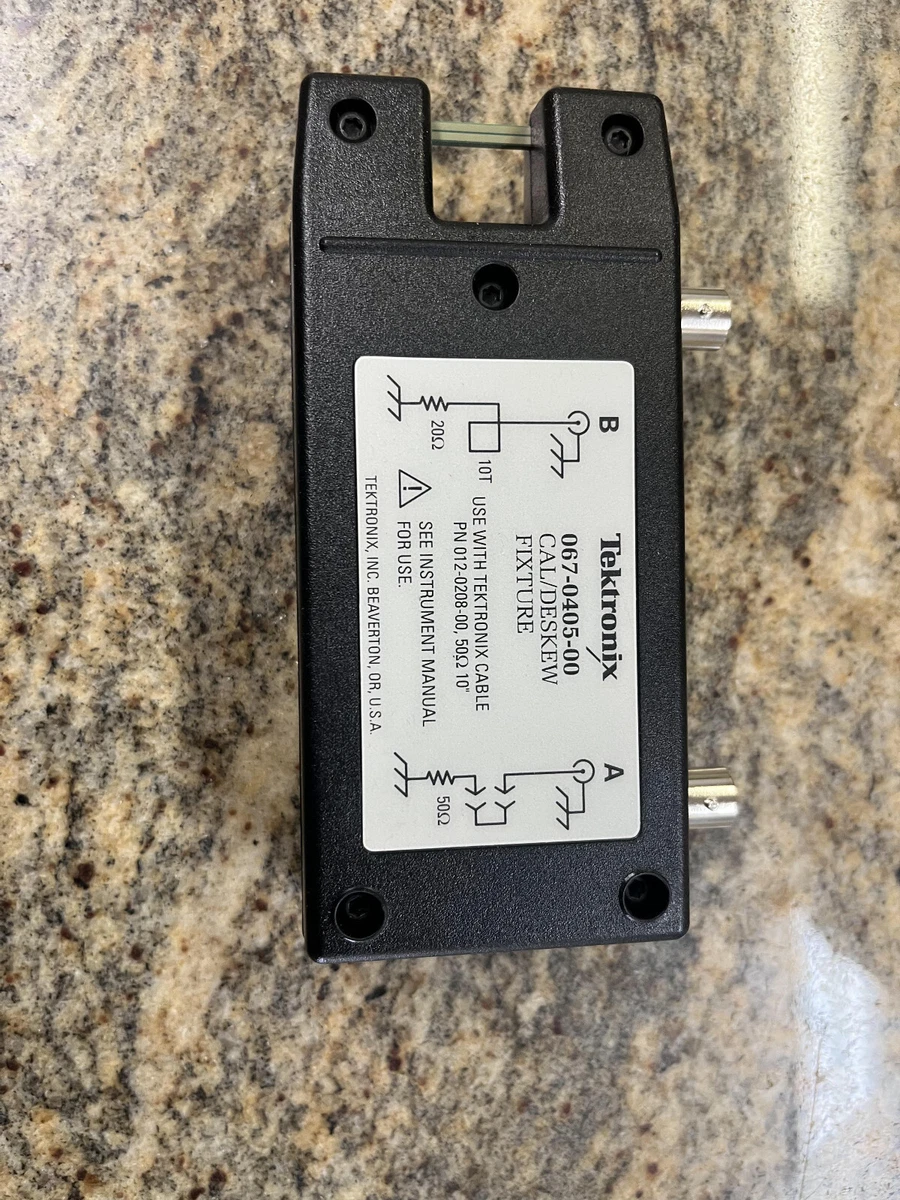 Tektronix
067-0405-00
CAL/DESKEW
FIXTURE
B
10T
20Ω
USE WITH TEKTRONIX CABLE
PN 012-0208-00, 50Ω 10"
SEE INSTRUMENT MANUAL
FOR USE.
TEKTRONIX, INC. BEAVERTON, OR, U.S.A.
A
50Ω